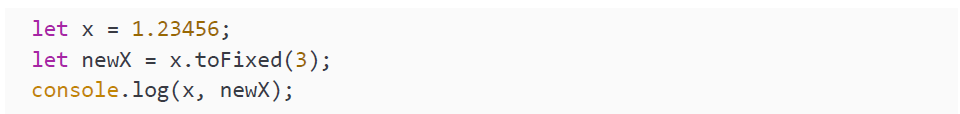 let x = 1.23456;
let newX = x.toFixed(3);
console.log(x, newX);